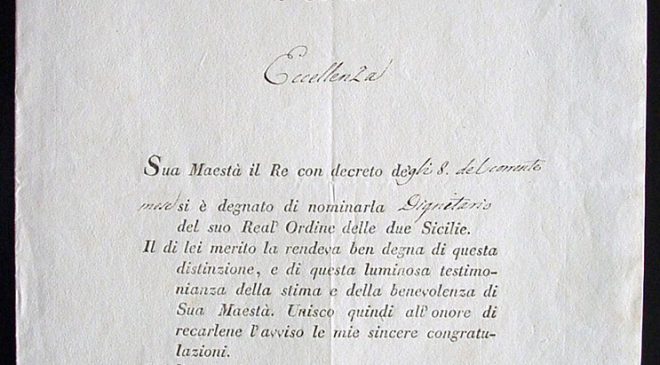 Eccellenza
Sua Maestà il Re con decreto degli 8. del corrente
mese si è degnato di nominarla Dignitario
del suo Real' Ordine delle due Sicilie.
Il di lei merito la rendeva ben degna di questa
distinzione, e di questa luminosa testimo-
nianza della stima e della benevolenza di
Sua Maestà. Unisco quindi all'onore di
recarlene l'avviso le mie sincere congratu-
lazioni.